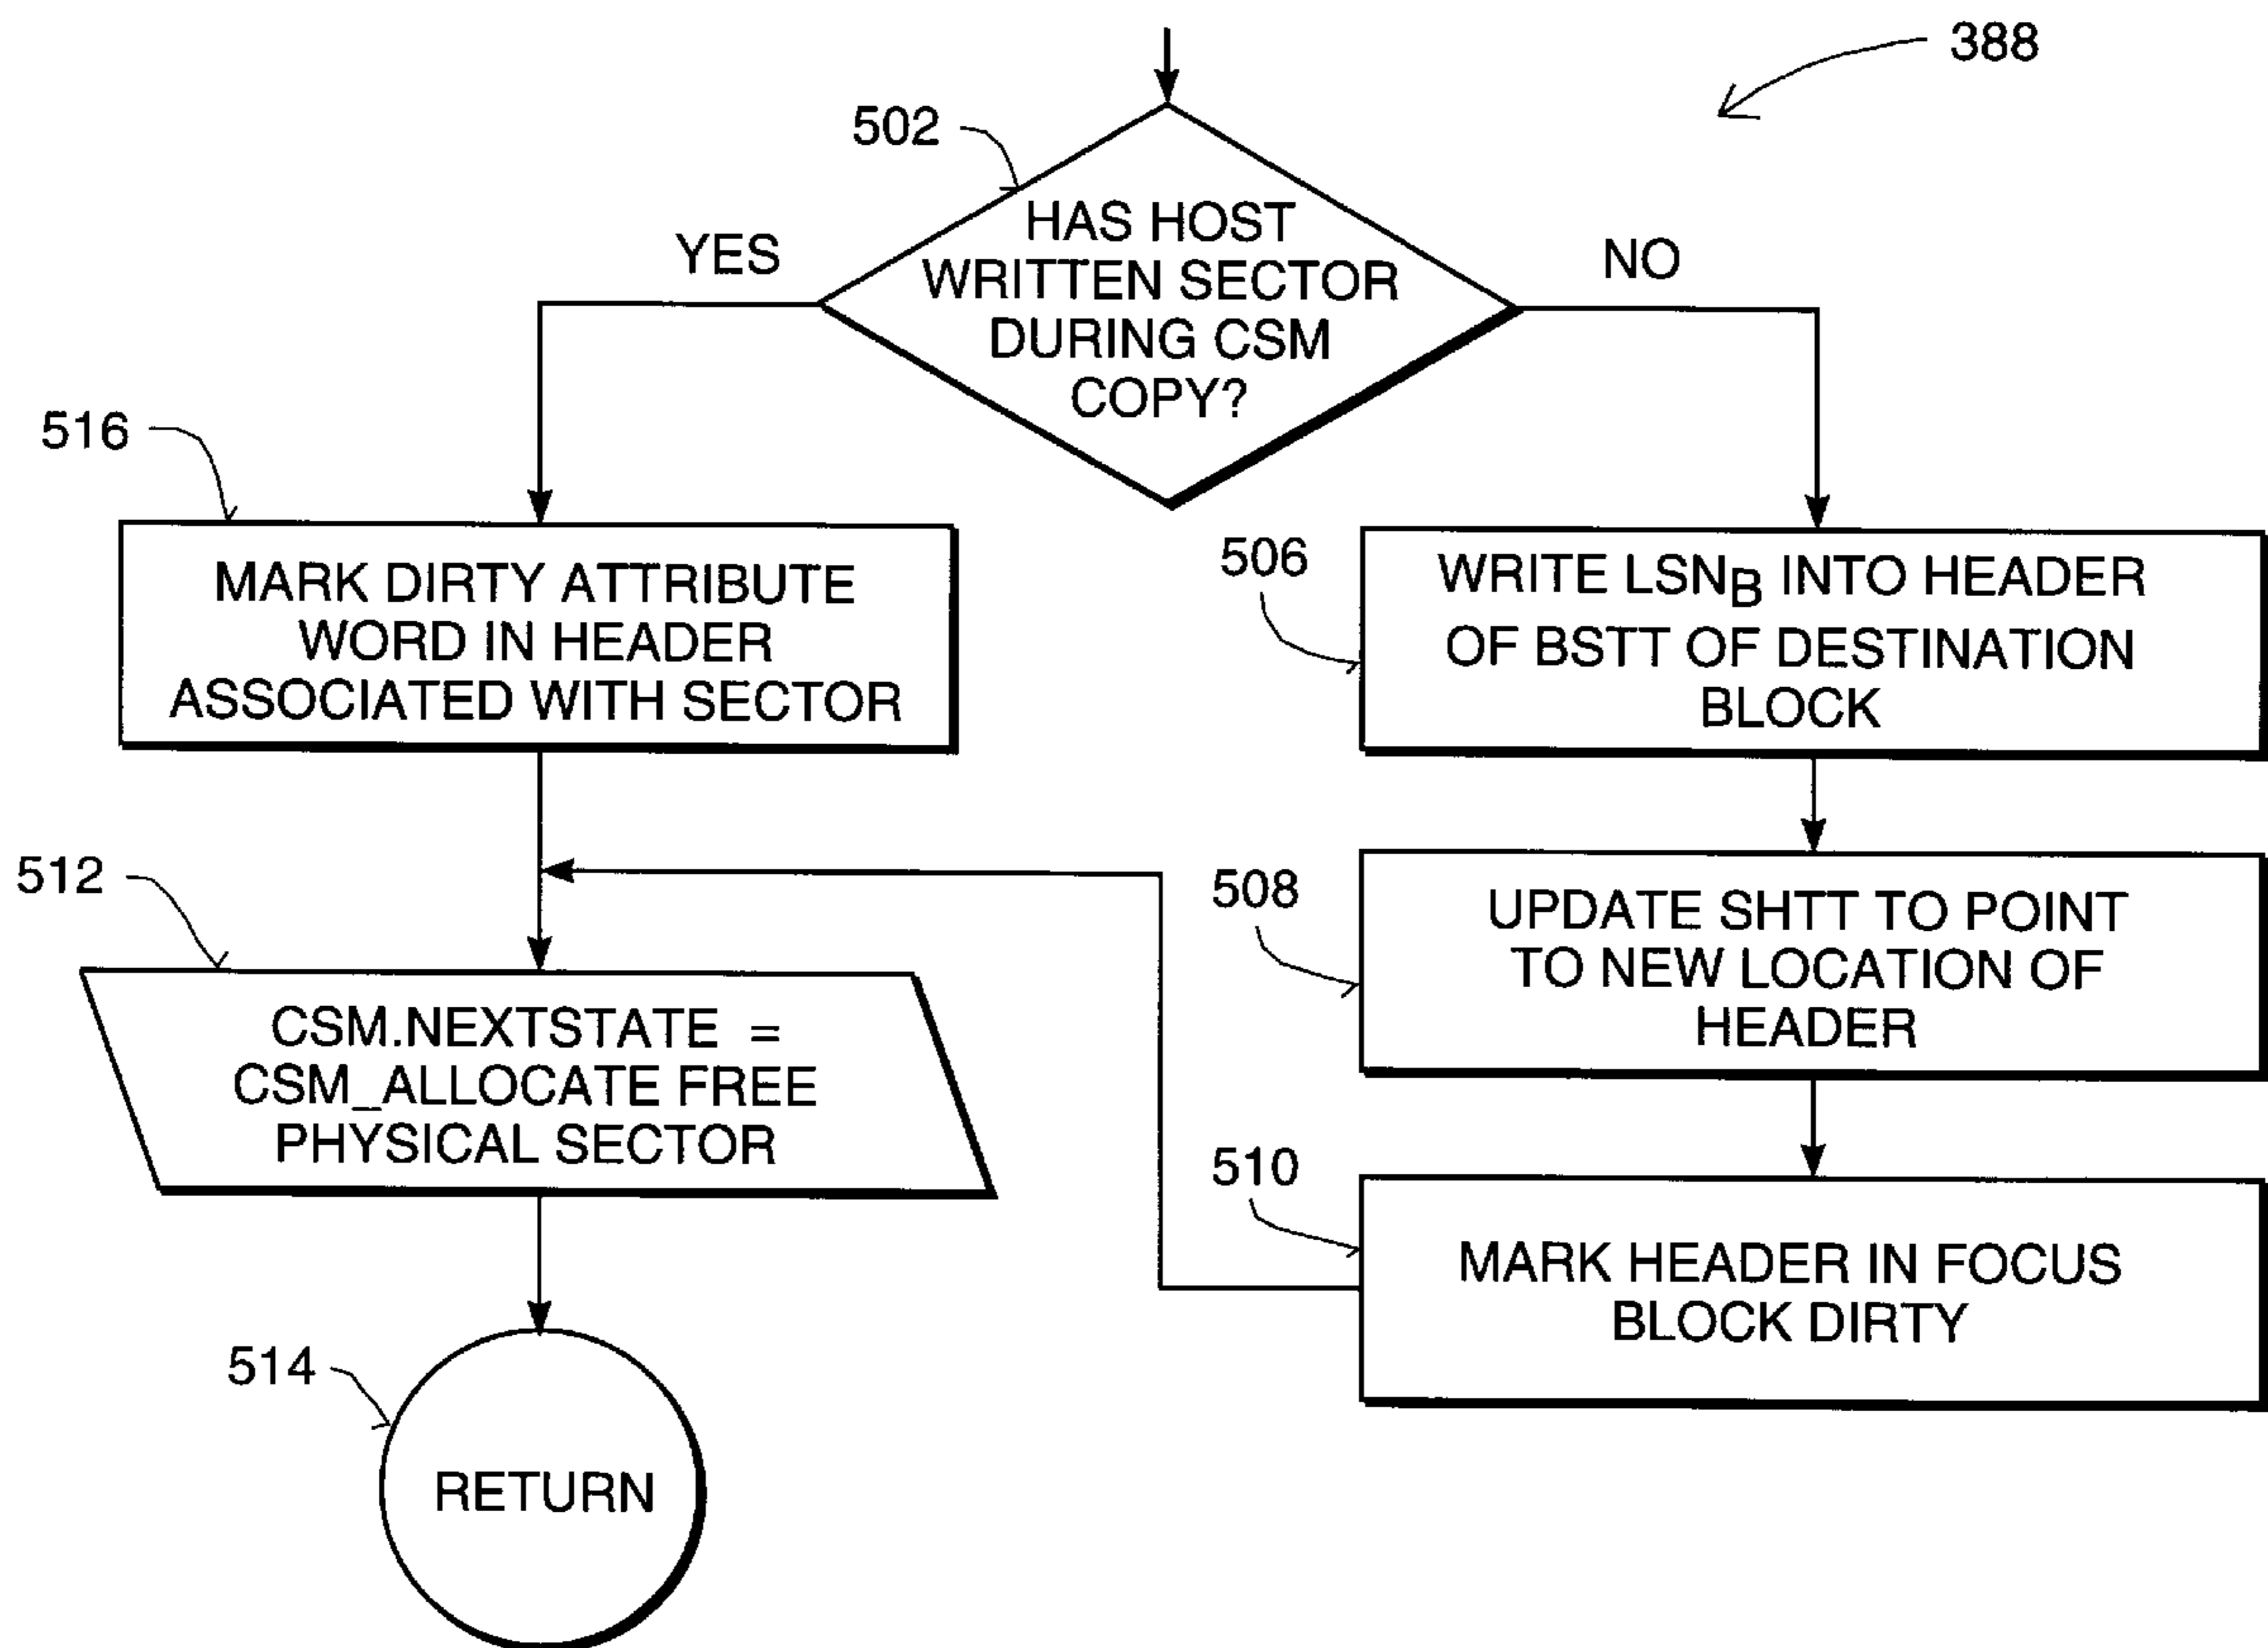 388
502
HAS HOST
WRITTEN SECTOR
DURING CSM
COPY?
YES
NO
516
MARK DIRTY ATTRIBUTE
WORD IN HEADER
ASSOCIATED WITH SECTOR
506
WRITE LSNB INTO HEADER
OF BSTT OF DESTINATION
BLOCK
512
CSM.NEXTSTATE =
CSM_ALLOCATE FREE
PHYSICAL SECTOR
508
UPDATE SHTT TO POINT
TO NEW LOCATION OF
HEADER
510
MARK HEADER IN FOCUS
BLOCK DIRTY
514
RETURN